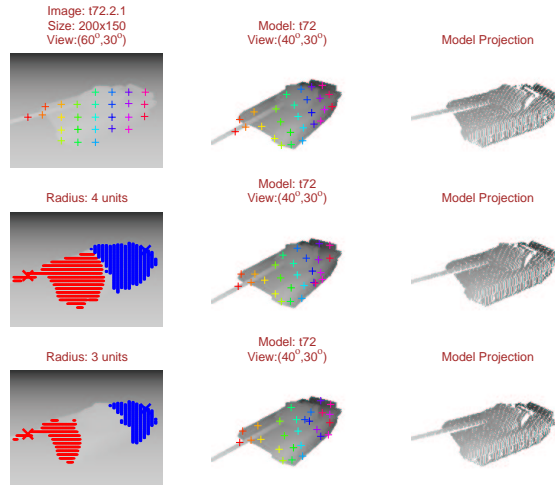 Image: t72.2.1
Size: 200x150
View:(60°,30°)
Model: t72
View:(40°,30°)
Model Projection
Radius: 4 units
Model: t72
View:(40°,30°)
Model Projection
Radius: 3 units
Model: t72
View:(40°,30°)
Model Projection